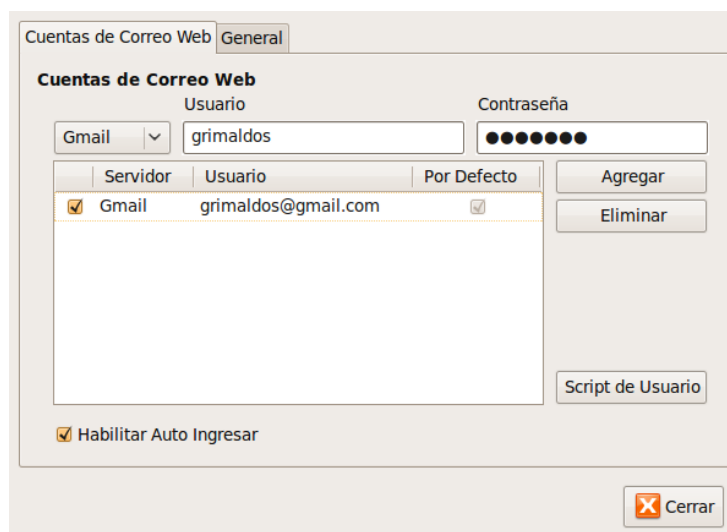 Cuentas de Correo Web General
Cuentas de Correo Web
Usuario Contraseña
Gmail grimaldos ●●●●●●●
Servidor Usuario Por Defecto Agregar
Gmail grimaldos@gmail.com Eliminar
Script de Usuario
Habilitar Auto Ingresar
Cerrar